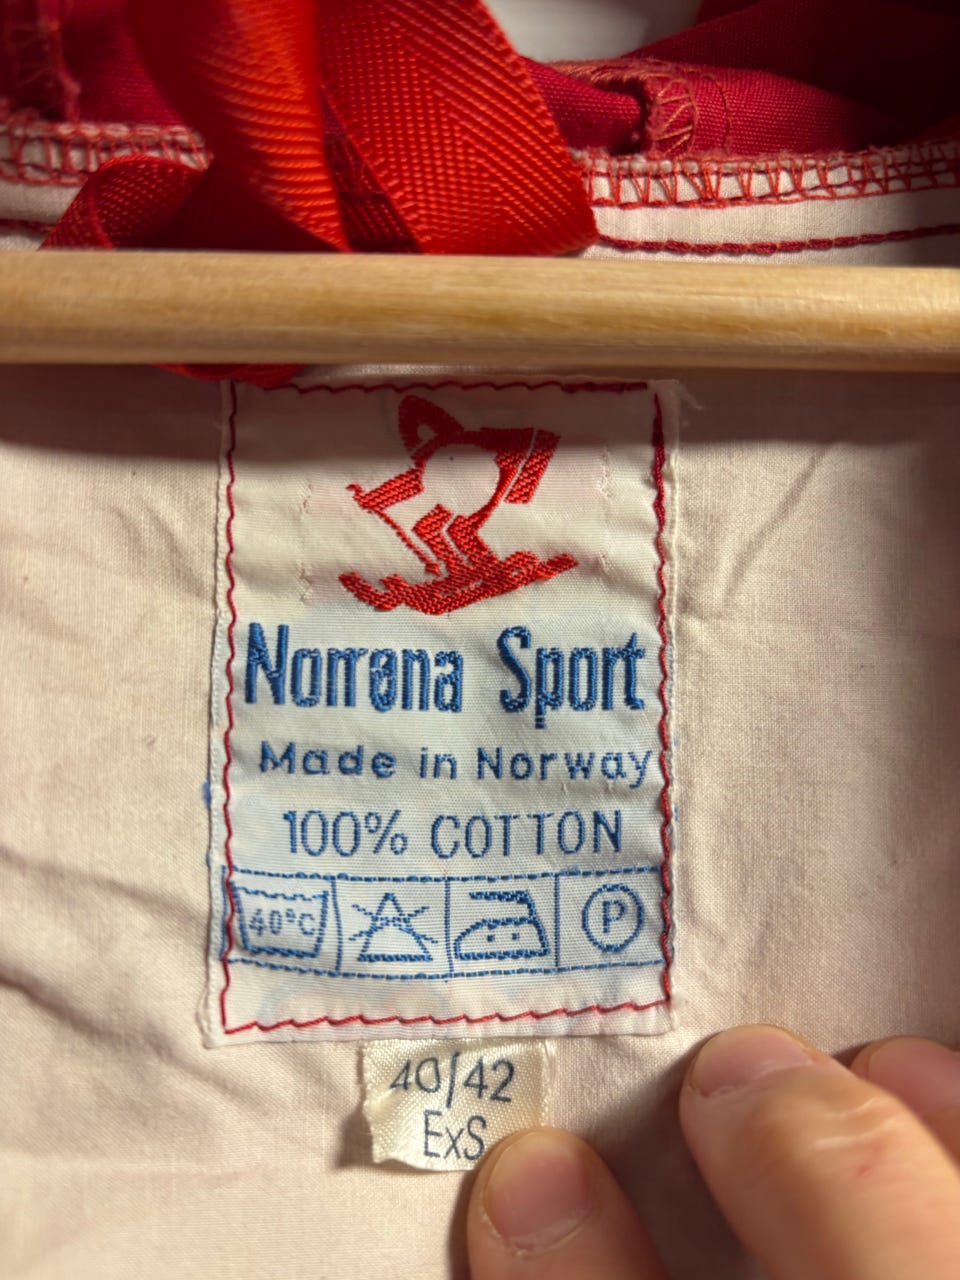 Norrøna Sport
Made in Norway
100% COTTON
40°C P
40/42
ExS